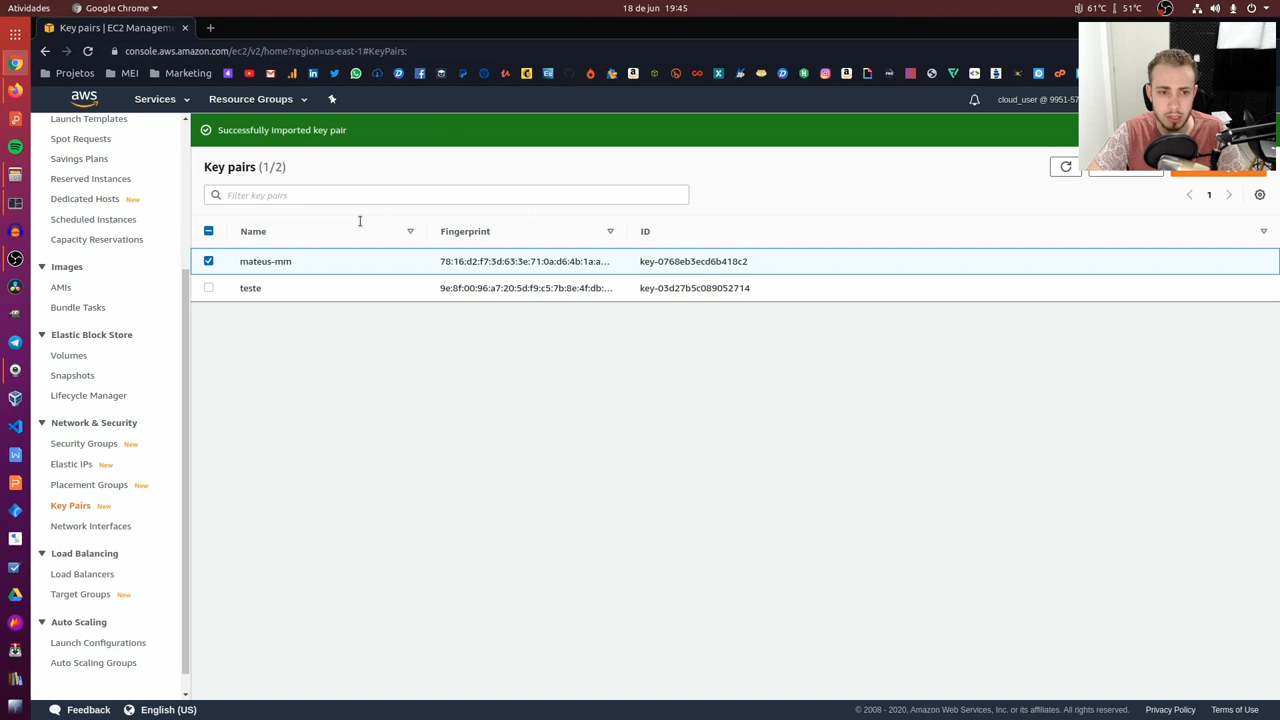 Atividades
Google Chrome
18 de jun 19:45
61°C
51°C
Key pairs | EC2 Managem
console.aws.amazon.com/ec2/v2/home?region=us-east-1#KeyPairs:
Projetos
MEI
Marketing
aws
Services
Resource Groups
cloud_user @ 9951-57
Launch Templates
Spot Requests
Savings Plans
Reserved Instances
Dedicated Hosts New
Scheduled Instances
Capacity Reservations
Images
AMIs
Bundle Tasks
Elastic Block Store
Volumes
Snapshots
Lifecycle Manager
Network & Security
Security Groups New
Elastic IPs New
Placement Groups New
Key Pairs New
Network Interfaces
Load Balancing
Load Balancers
Target Groups New
Auto Scaling
Launch Configurations
Auto Scaling Groups
Successfully imported key pair
Key pairs (1/2)
Filter key pairs
1
Name Fingerprint ID
mateus-mm 78:16:d2:f7:3d:63:3e:71:0a:d6:4b:1a:a... key-0768eb3ecd6b418c2
teste 9e:8f:00:96:a7:20:5d:f9:c5:7b:8e:4f:db:... key-03d27b5c089052714
Feedback
English (US)
© 2008 - 2020, Amazon Web Services, Inc. or its affiliates. All rights reserved.
Privacy Policy
Terms of Use